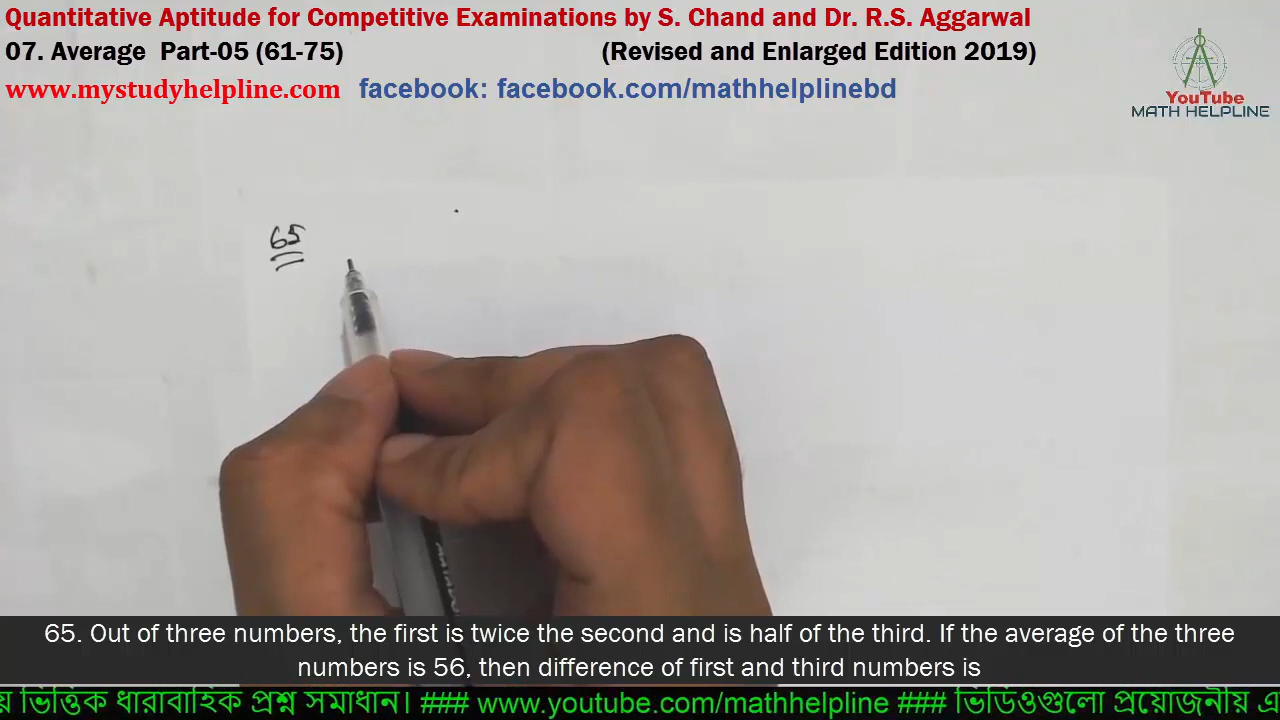 Quantitative Aptitude for Competitive Examinations by S. Chand and Dr. R.S. Aggarwal
07. Average Part-05 (61-75) (Revised and Enlarged Edition 2019)
www.mystudyhelpline.com facebook: facebook.com/mathhelplinebd
YouTube
MATH HELPLINE
65
65. Out of three numbers, the first is twice the second and is half of the third. If the average of the three
numbers is 56, then difference of first and third numbers is
ভিত্তিক ধারাবাহিক প্রশ্ন সমাধান। ### www.youtube.com/mathhelpline ### ভিডিওগুলো প্রয়োজনীয়